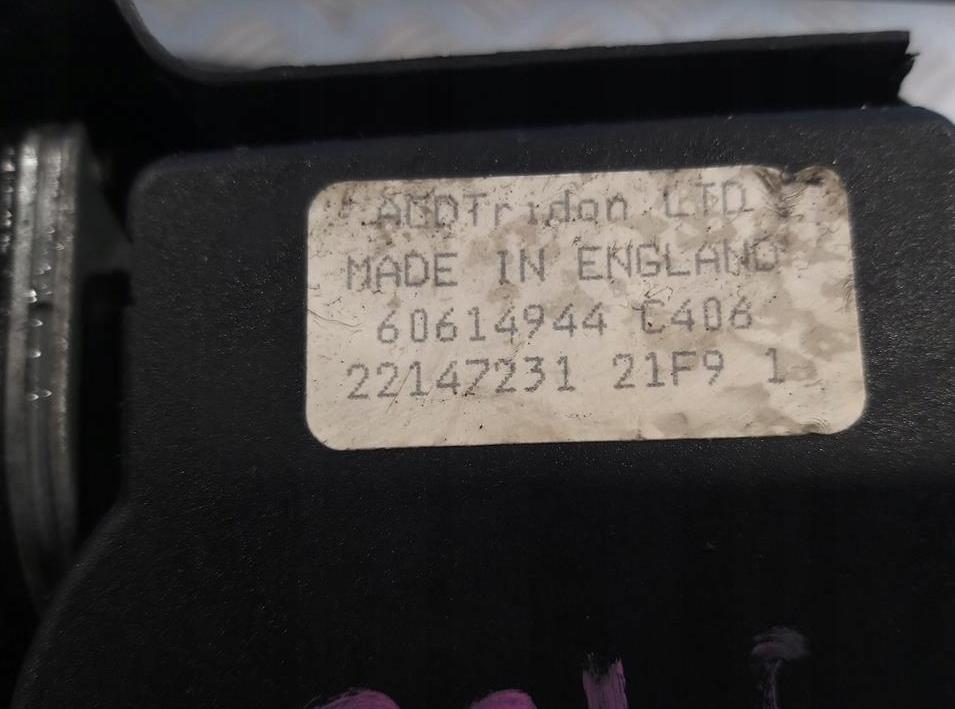 ACDTridon LTD
MADE IN ENGLAND
60614944 C406
22147231 21F9 1